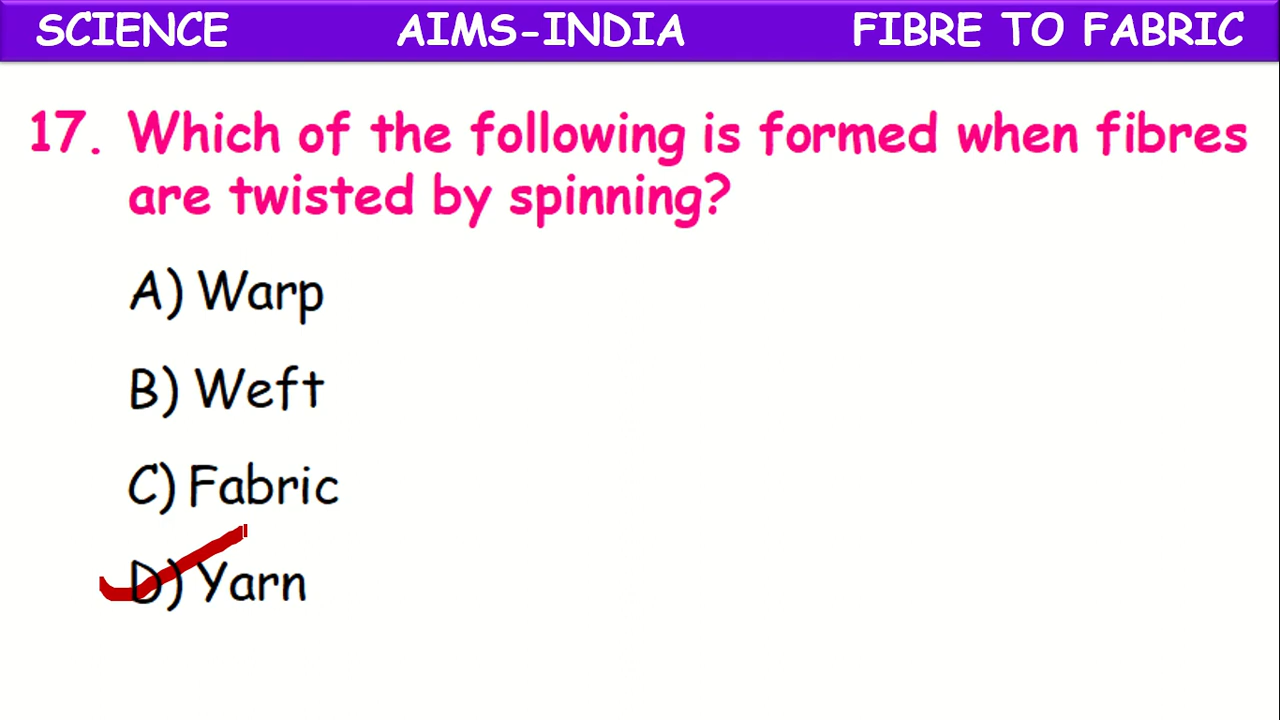 SCIENCE AIMS-INDIA FIBRE TO FABRIC
17. Which of the following is formed when fibres
are twisted by spinning?
A) Warp
B) Weft
C) Fabric
D) Yarn